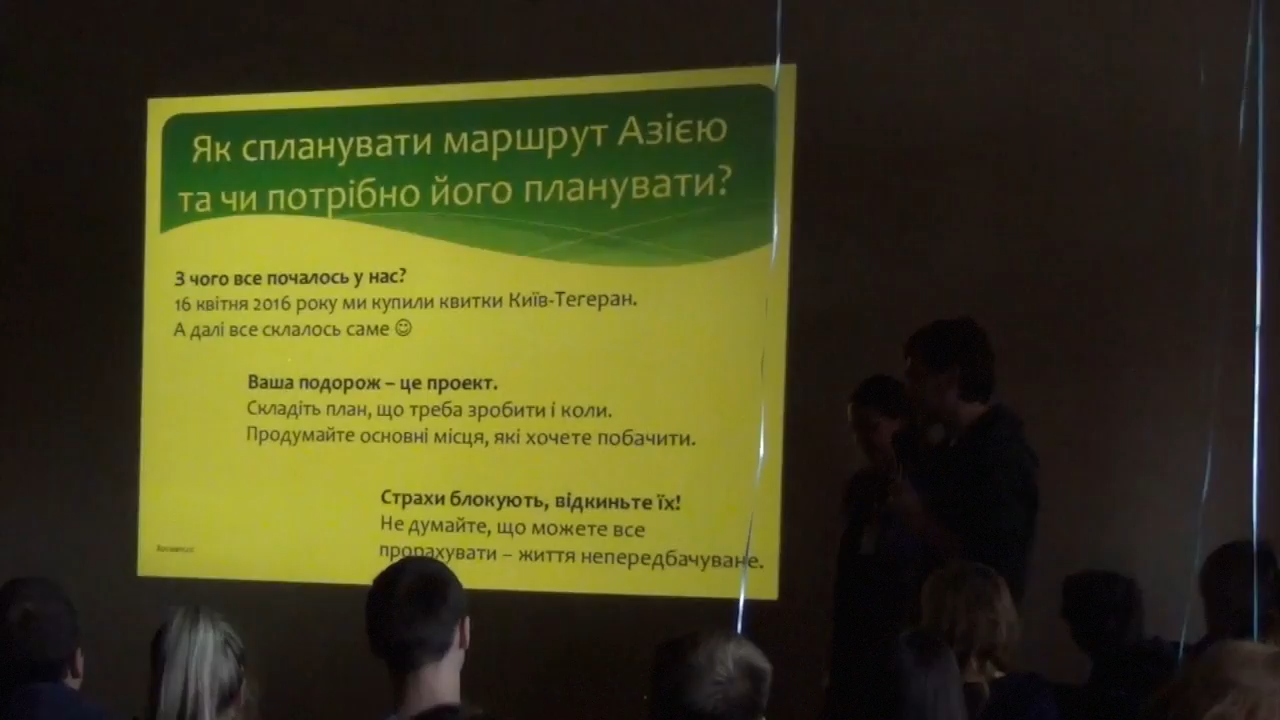 Як спланувати маршрут Азією
та чи потрібно його планувати?
З чого все почалось у нас?
16 квітня 2016 року ми купили квитки Київ-Тегеран.
А далі все склалось саме ☺
Ваша подорож – це проект.
Складіть план, що треба зробити і коли.
Продумайте основні місця, які хочете побачити.
Страхи блокують, відкиньте їх!
Не думайте, що можете все
прорахувати – життя непередбачуване.